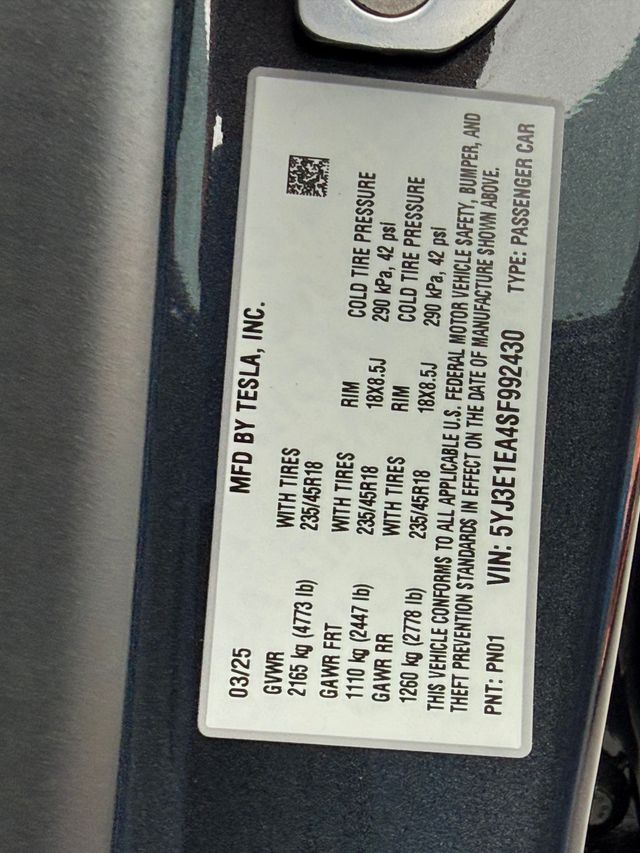 03/25 MFD BY TESLA, INC.
GVWR WITH TIRES
2165 kg (4773 lb) 235/45R18
GAWR FRT WITH TIRES RIM COLD TIRE PRESSURE
1110 kg (2447 lb) 235/45R18 18X8.5J 290 kPa, 42 psi
GAWR RR WITH TIRES RIM COLD TIRE PRESSURE
1260 kg (2778 lb) 235/45R18 18X8.5J 290 kPa, 42 psi
THIS VEHICLE CONFORMS TO ALL APPLICABLE U.S. FEDERAL MOTOR VEHICLE SAFETY, BUMPER, AND
THEFT PREVENTION STANDARDS IN EFFECT ON THE DATE OF MANUFACTURE SHOWN ABOVE.
PNT: PN01 VIN: 5YJ3E1EA4SF992430 TYPE: PASSENGER CAR